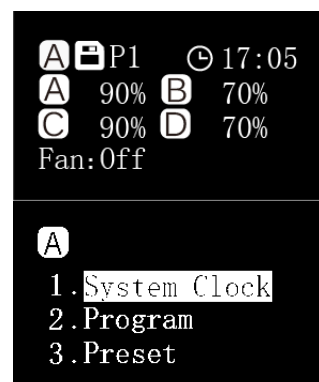 A P1 17:05
A 90% B 70%
C 90% D 70%
Fan:Off
A
1.System Clock
2.Program
3.Preset